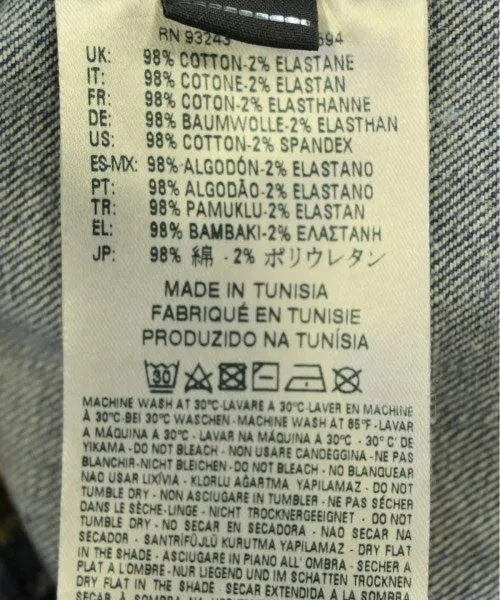 RN 93243 594
UK: 98% COTTON-2% ELASTANE
IT: 98% COTONE-2% ELASTAN
FR: 98% COTON-2% ELASTHANNE
DE: 98% BAUMWOLLE-2% ELASTHAN
US: 98% COTTON-2% SPANDEX
ES-MX: 98% ALGODÓN-2% ELASTANO
PT: 98% ALGODÃO-2% ELASTANO
TR: 98% PAMUKLU-2% ELASTAN
EL: 98% BAMBAKI-2% ΕΛΑΣΤΑΝΗ
JP: 98% 綿 - 2% ポリウレタン
MADE IN TUNISIA
FABRIQUÉ EN TUNISIE
PRODUZIDO NA TUNÍSIA
30
MACHINE WASH AT 30°C-LAVARE A 30°C-LAVER EN MACHINE
À 30°C-BEI 30°C WASCHEN-MACHINE WASH AT 85°F-LAVAR
A MÁQUINA A 30°C - LAVAR NA MÁQUINA A 30°C - 30° C' DE
YIKAMA-DO NOT BLEACH - NON USARE CANDEGGINA - NE PAS
BLANCHIR-NICHT BLEICHEN-DO NOT BLEACH - NO BLANQUEAR
NAO USAR LIXÍVIA - KLORLU AĞARTMA YAPILAMAZ - DO NOT
TUMBLE DRY - NON ASCIUGARE IN TUMBLER - NE PAS SÉCHER
DANS LE SÈCHE-LINGE - NICHT TROCKNERGEEIGNET - DO NOT
TUMBLE DRY - NO SECAR EN SECADORA - NAO SECAR NA
SECADOR - SANTRİFÜJLÜ KURUTMA YAPILAMAZ - DRY FLAT
IN THE SHADE - ASCIUGARE IN PIANO ALL'OMBRA - SÉCHER A
PLAT A L'OMBRE-NUR LIEGEND UND IM SCHATTEN TROCKNEN
DRY FLAT IN THE SHADE - SECAR EXTENDIDA A LA SOMBRA